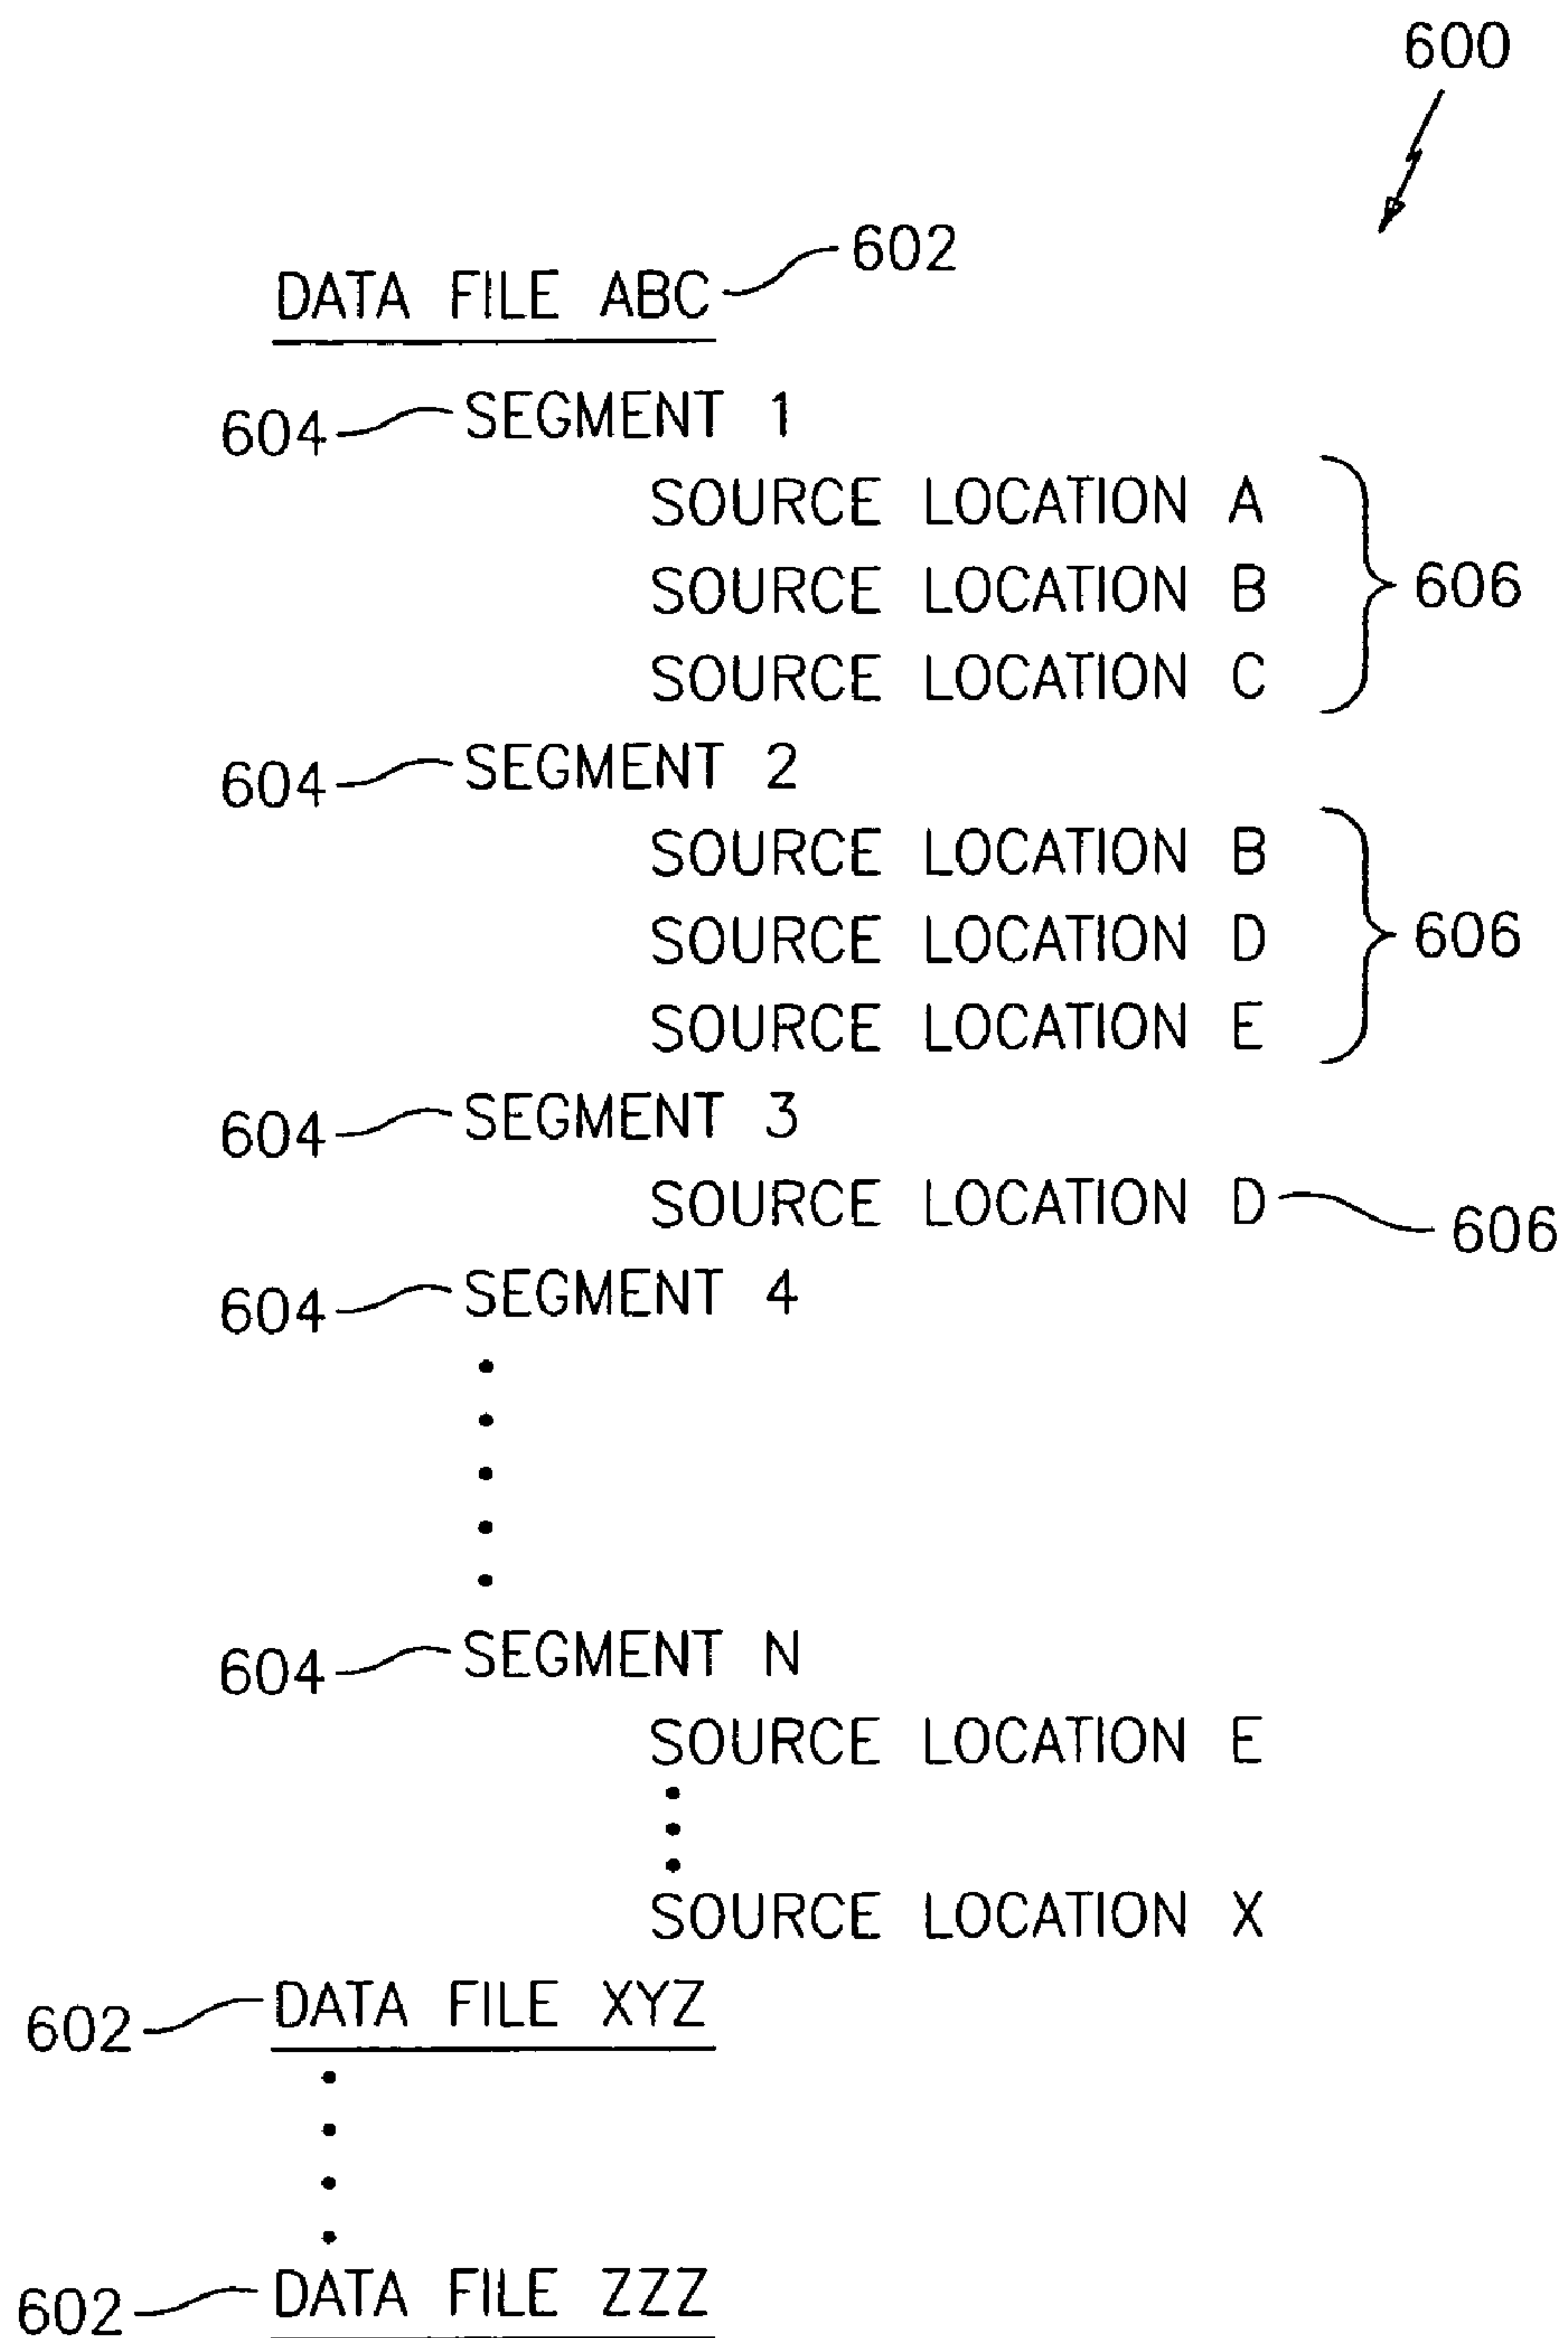 600
DATA FILE ABC 602
604 SEGMENT 1
SOURCE LOCATION A
SOURCE LOCATION B 606
SOURCE LOCATION C
604 SEGMENT 2
SOURCE LOCATION B
SOURCE LOCATION D 606
SOURCE LOCATION E
604 SEGMENT 3
SOURCE LOCATION D 606
604 SEGMENT 4
604 SEGMENT N
SOURCE LOCATION E
SOURCE LOCATION X
602 DATA FILE XYZ
602 DATA FILE ZZZ